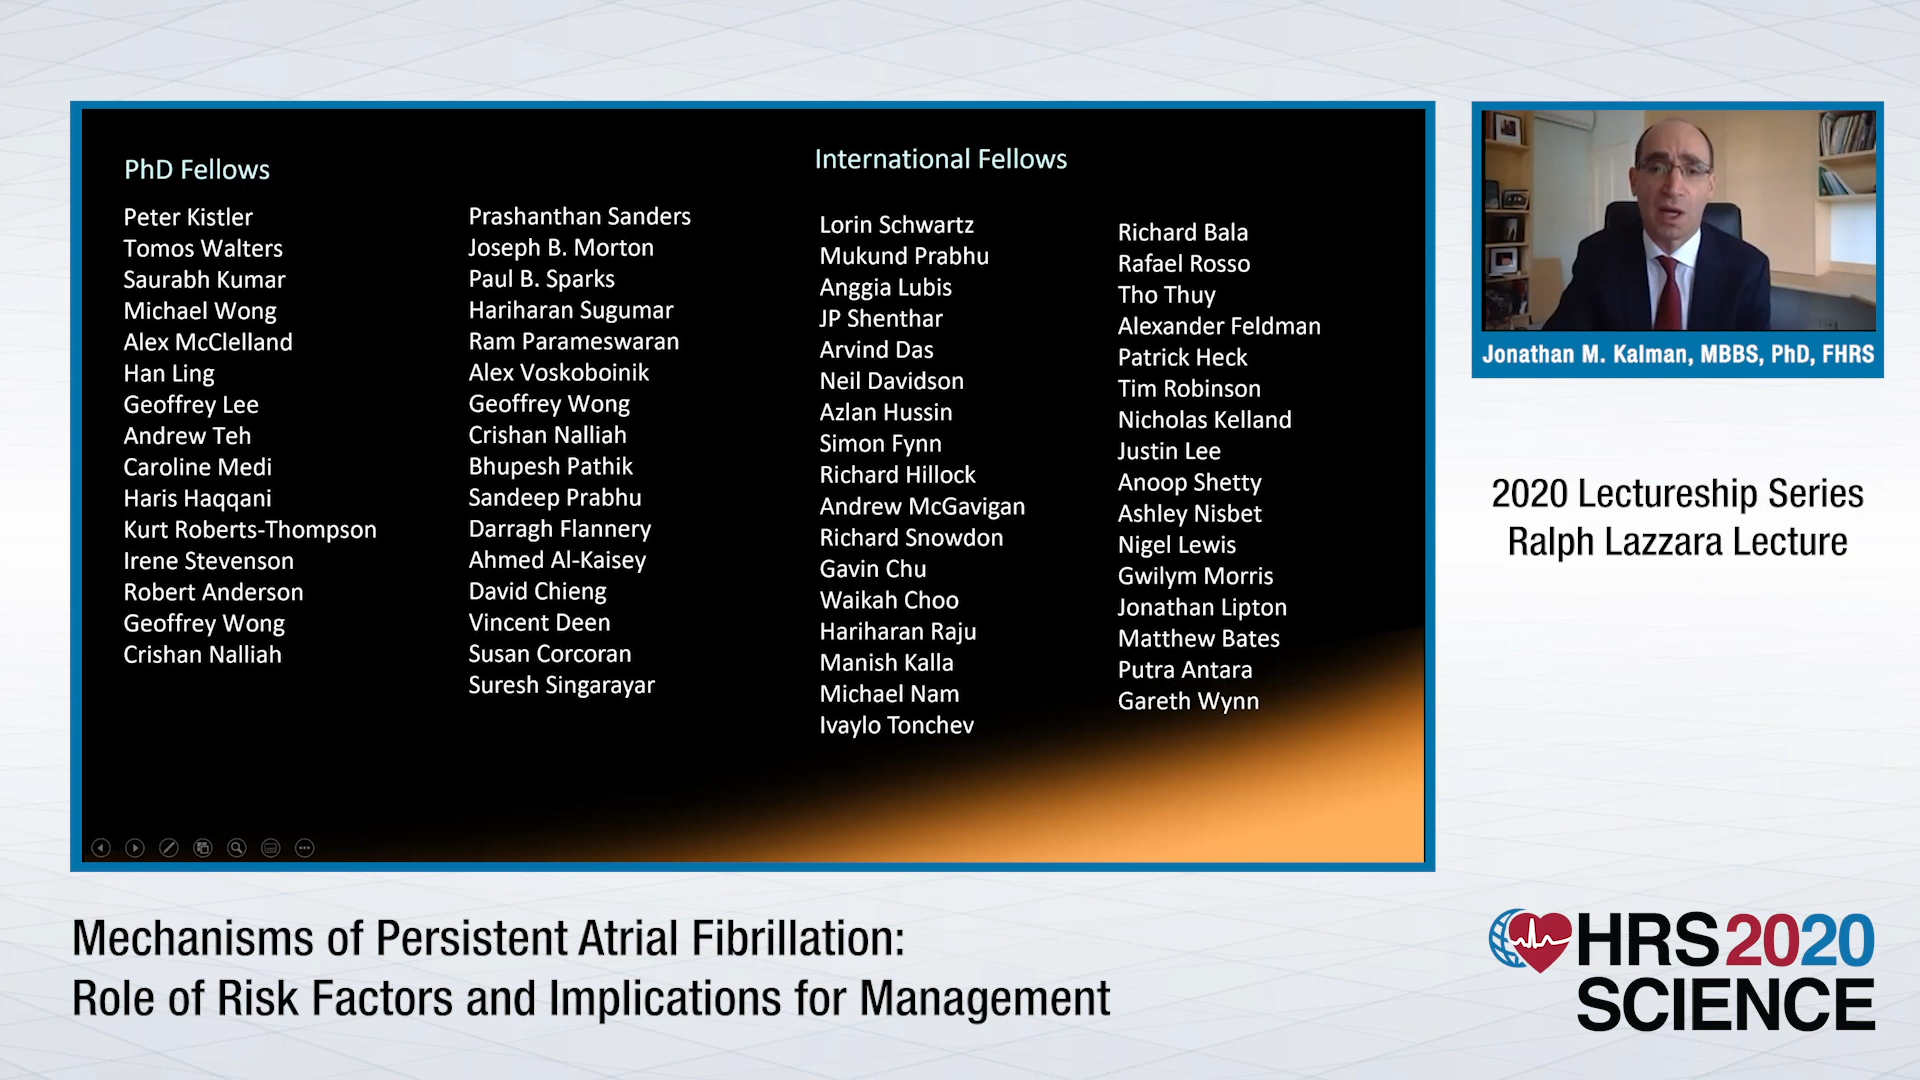 PhD Fellows
Peter Kistler
Tomos Walters
Saurabh Kumar
Michael Wong
Alex McClelland
Han Ling
Geoffrey Lee
Andrew Teh
Caroline Medi
Haris Haqqani
Kurt Roberts-Thompson
Irene Stevenson
Robert Anderson
Geoffrey Wong
Crishan Nalliah
Prashanthan Sanders
Joseph B. Morton
Paul B. Sparks
Hariharan Sugumar
Ram Parameswaran
Alex Voskoboinik
Geoffrey Wong
Crishan Nalliah
Bhupesh Pathik
Sandeep Prabhu
Darragh Flannery
Ahmed Al-Kaisey
David Chieng
Vincent Deen
Susan Corcoran
Suresh Singarayar
International Fellows
Lorin Schwartz
Mukund Prabhu
Anggia Lubis
JP Shenthar
Arvind Das
Neil Davidson
Azlan Hussin
Simon Fynn
Richard Hillock
Andrew McGavigan
Richard Snowdon
Gavin Chu
Waikah Choo
Hariharan Raju
Manish Kalla
Michael Nam
Ivaylo Tonchev
Richard Bala
Rafael Rosso
Tho Thuy
Alexander Feldman
Patrick Heck
Tim Robinson
Nicholas Kelland
Justin Lee
Anoop Shetty
Ashley Nisbet
Nigel Lewis
Gwilym Morris
Jonathan Lipton
Matthew Bates
Putra Antara
Gareth Wynn
Jonathan M. Kalman, MBBS, PhD, FHRS
2020 Lectureship Series
Ralph Lazzara Lecture
Mechanisms of Persistent Atrial Fibrillation:
Role of Risk Factors and Implications for Management
HRS 2020
SCIENCE